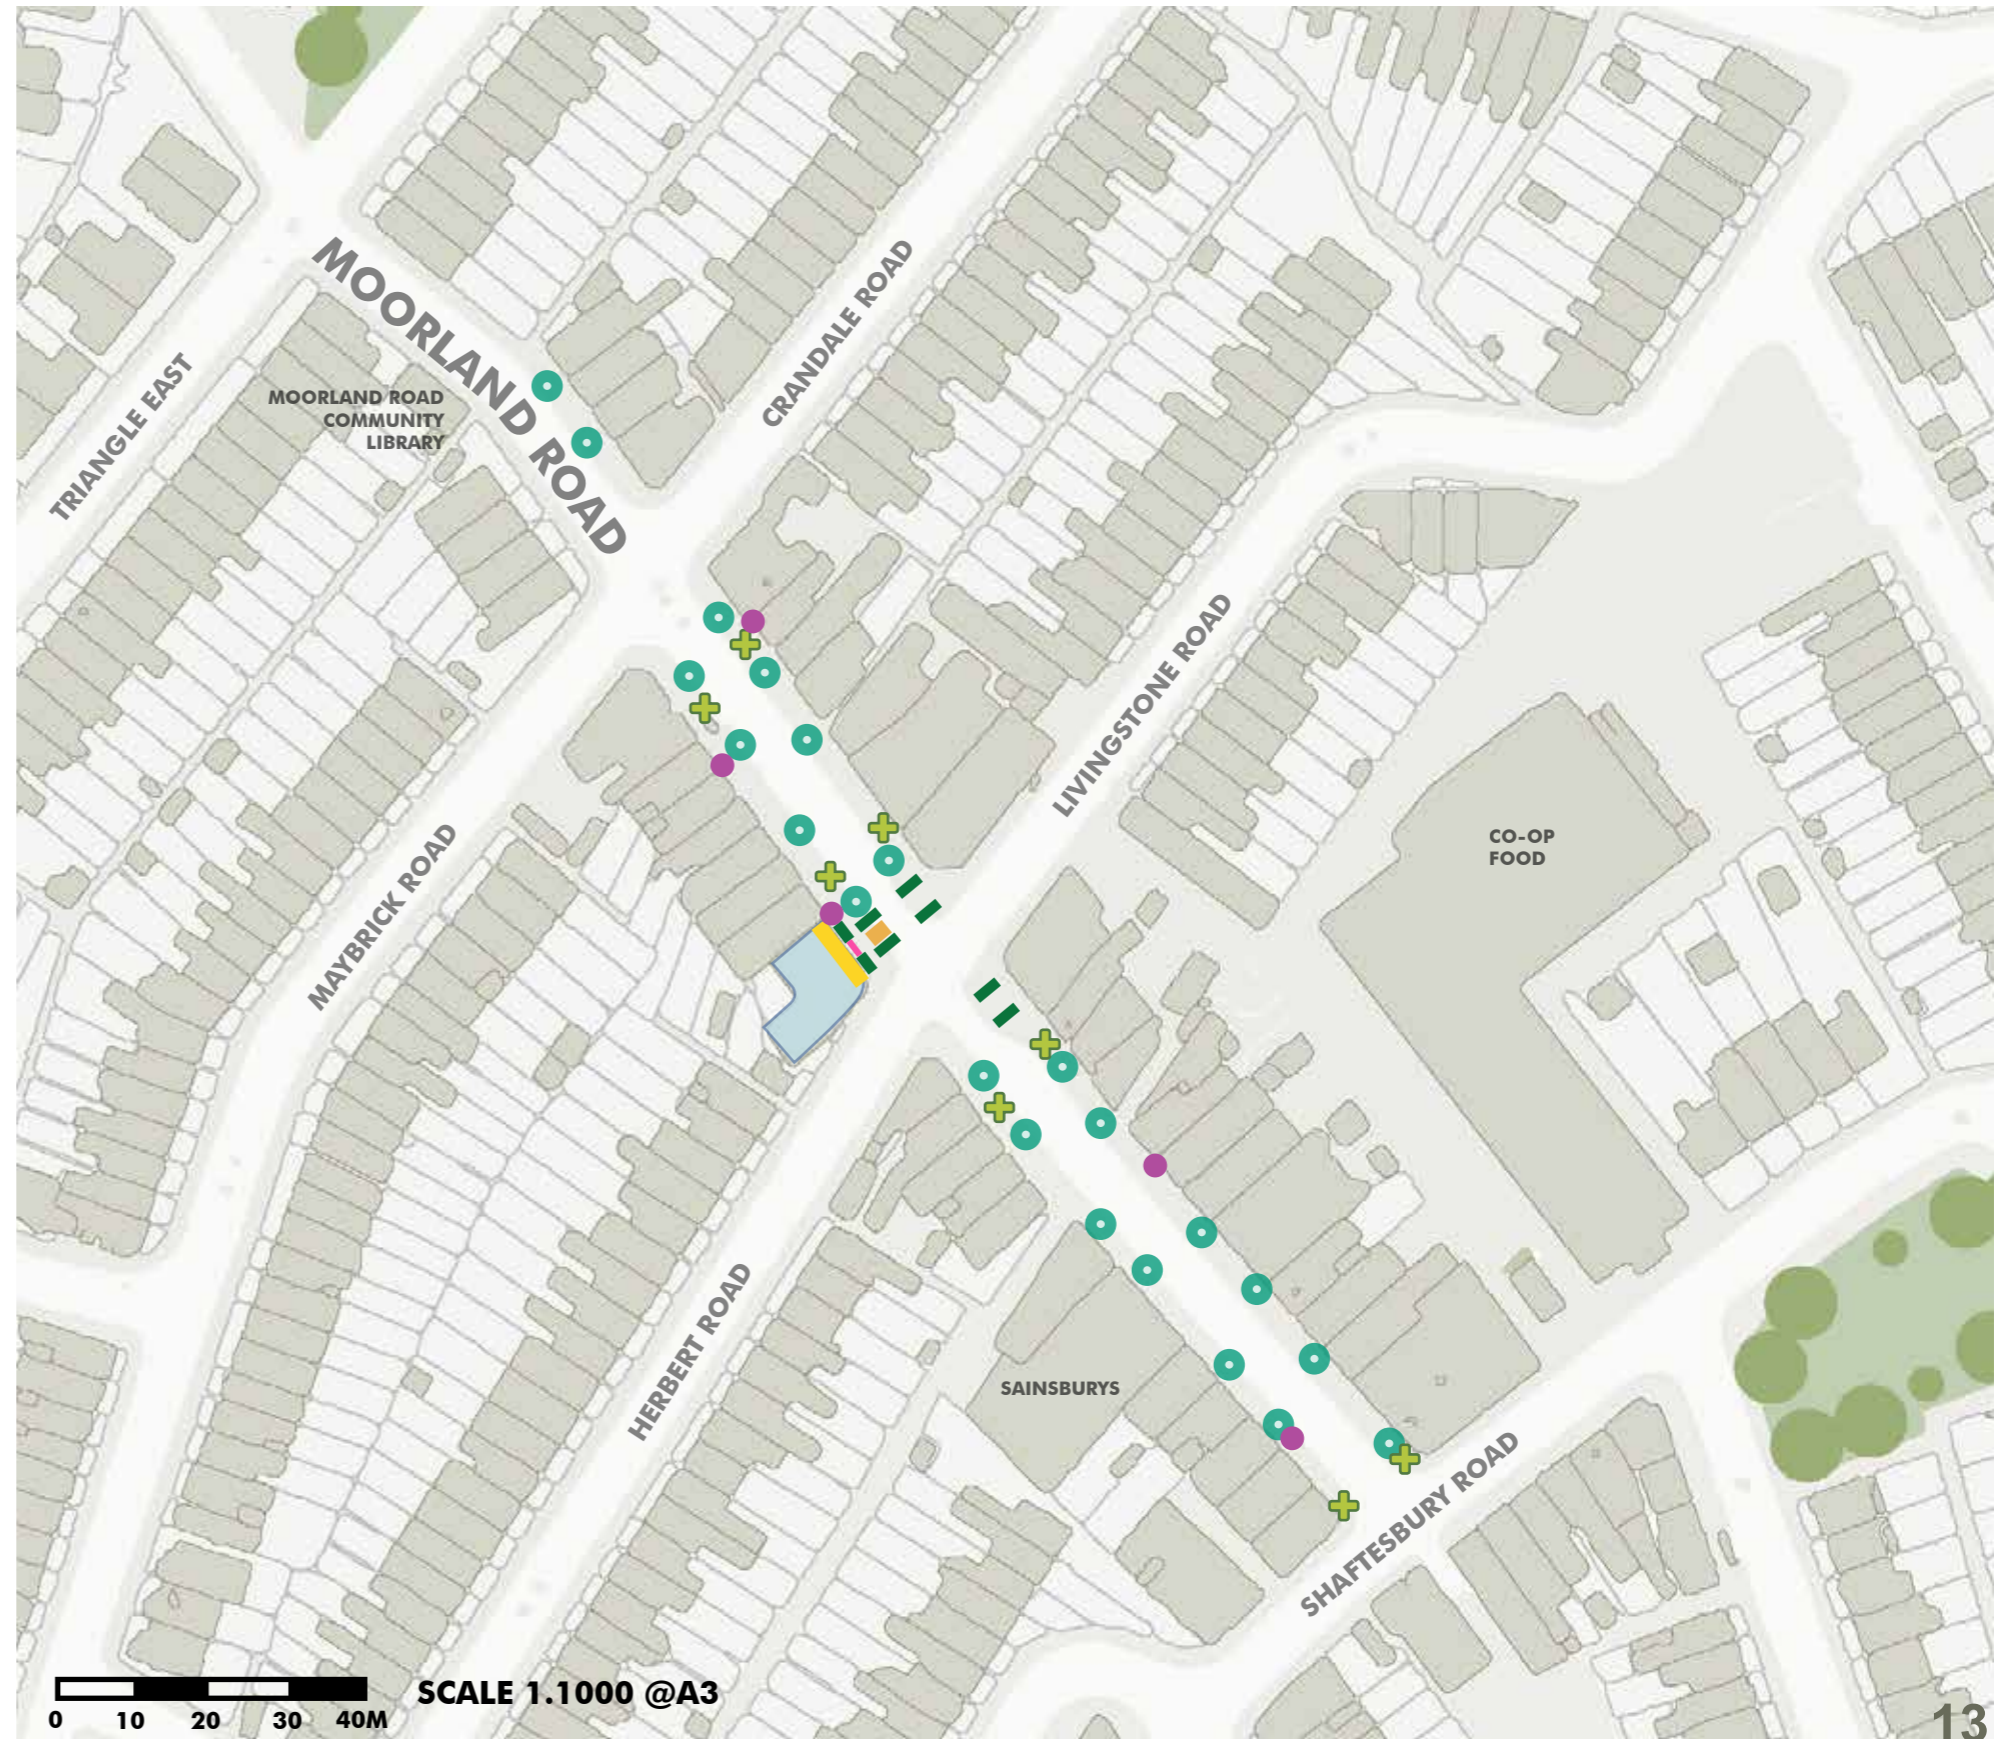 MOORLAND ROAD
CRANDALE ROAD
TRIANGLE EAST
MOORLAND ROAD
COMMUNITY
LIBRARY
LIVINGSTONE ROAD
CO-OP
FOOD
MAYBRICK ROAD
HERBERT ROAD
SAINSBURYS
SHAFTESBURY ROAD
SCALE 1.1000 @A3
0 10 20 30 40M
13